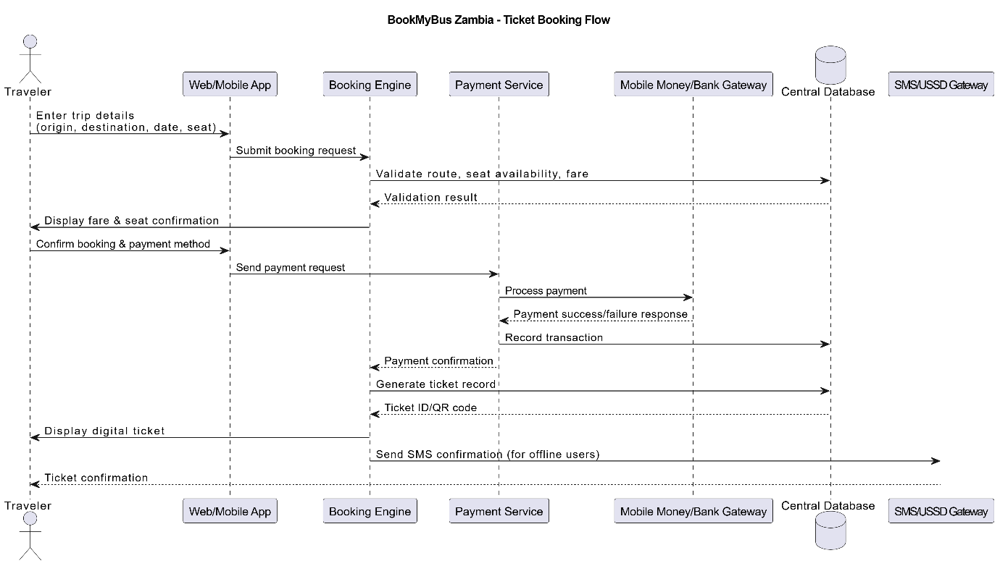 BookMyBus Zambia - Ticket Booking Flow
Traveler
Web/Mobile App
Booking Engine
Payment Service
Mobile Money/Bank Gateway
Central Database
SMS/USSD Gateway
Enter trip details
(origin, destination, date, seat)
Submit booking request
Validate route, seat availability, fare
Validation result
Display fare & seat confirmation
Confirm booking & payment method
Send payment request
Process payment
Payment success/failure response
Record transaction
Payment confirmation
Generate ticket record
Ticket ID/QR code
Display digital ticket
Send SMS confirmation (for offline users)
Ticket confirmation
Traveler
Web/Mobile App
Booking Engine
Payment Service
Mobile Money/Bank Gateway
Central Database
SMS/USSD Gateway